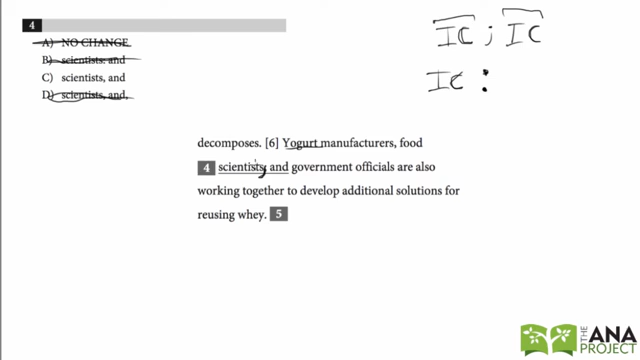 4
A) NO CHANGE
B) scientists: and
C) scientists, and
D) scientists, and,
IC ; IC
IC :
decomposes. [6] Yogurt manufacturers, food
4 scientists, and government officials are also
working together to develop additional solutions for
reusing whey. 5
THE ANA PROJECT